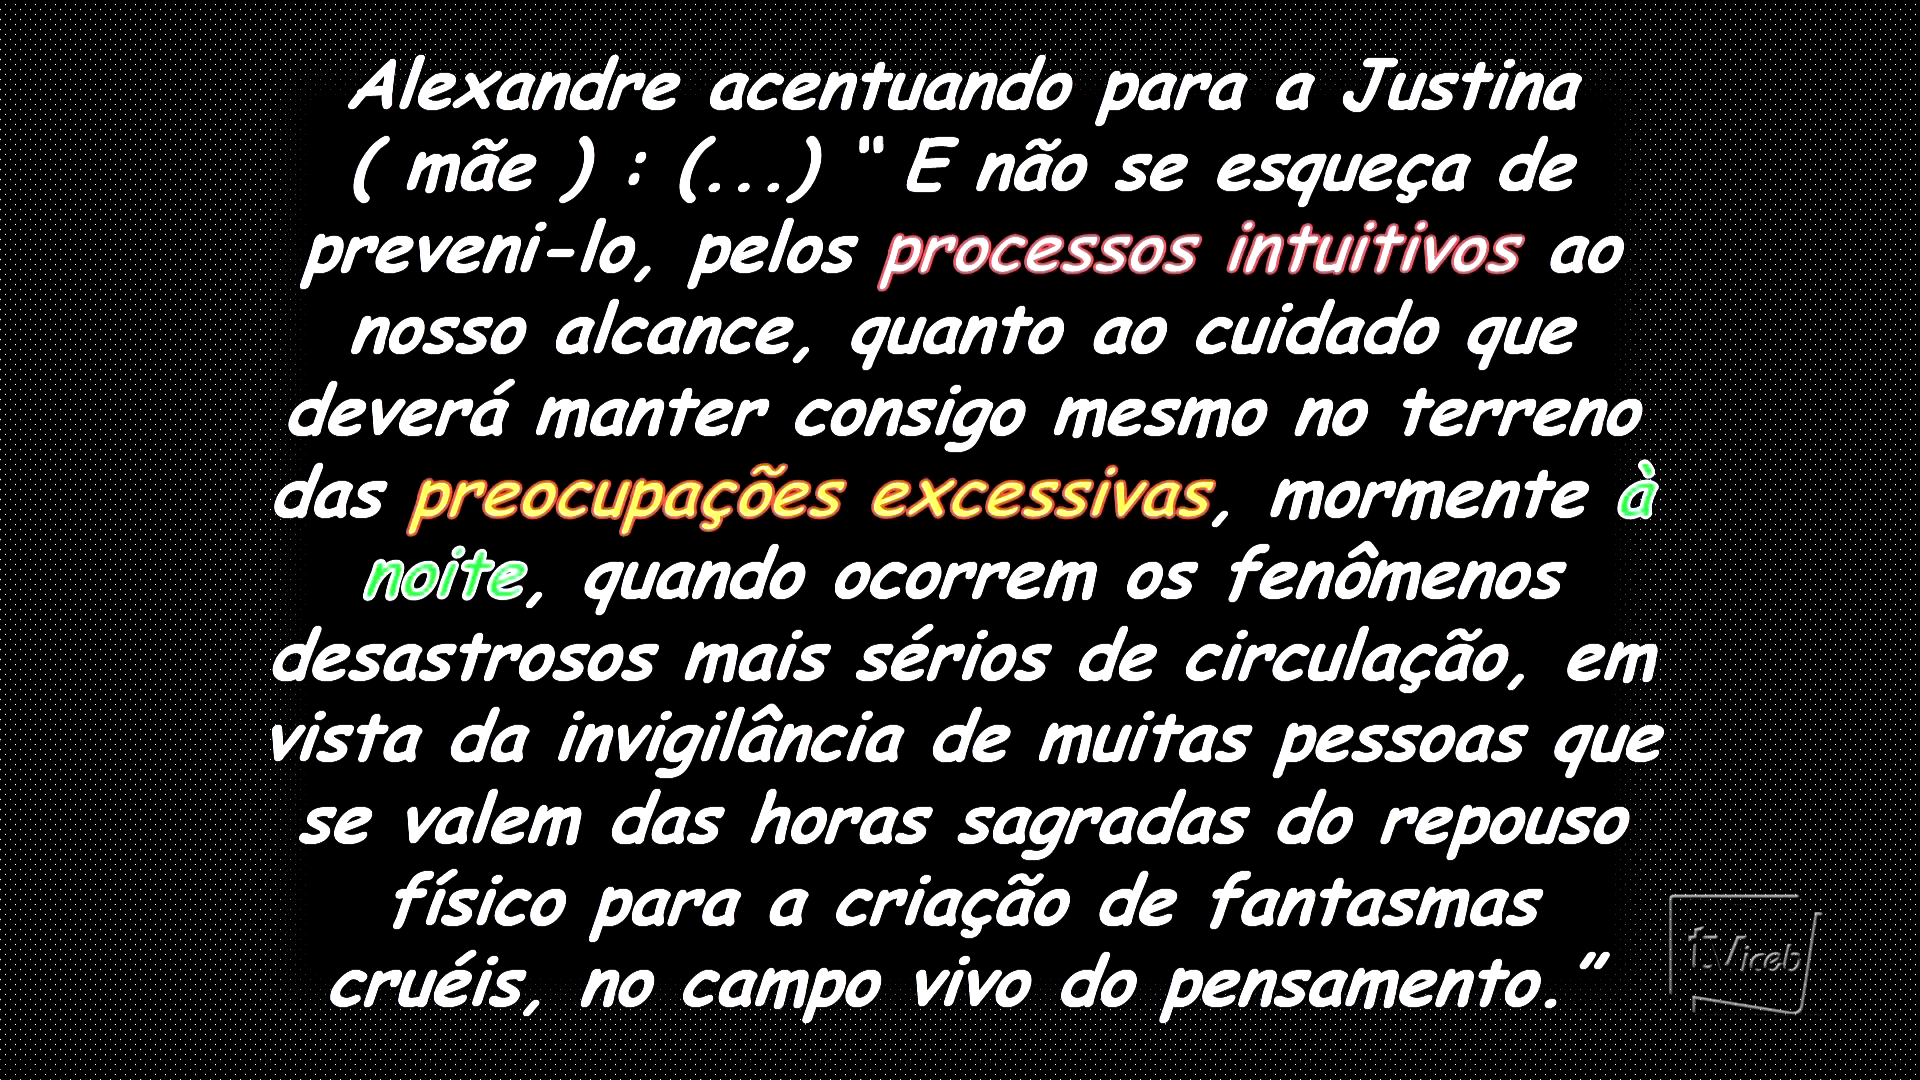 Alexandre acentuando para a Justina
( mãe ) : (...) " E não se esqueça de
preveni-lo, pelos processos intuitivos ao
nosso alcance, quanto ao cuidado que
deverá manter consigo mesmo no terreno
das preocupações excessivas, mormente à
noite, quando ocorrem os fenômenos
desastrosos mais sérios de circulação, em
vista da invigilância de muitas pessoas que
se valem das horas sagradas do repouso
físico para a criação de fantasmas
cruéis, no campo vivo do pensamento.”
tViceb